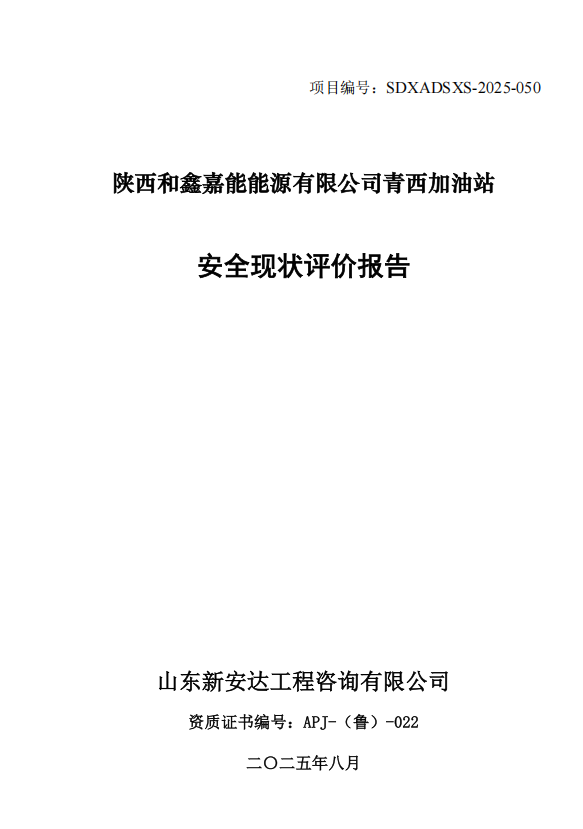 项目编号：SDXADSXS-2025-050
陕西和鑫嘉能能源有限公司青西加油站
安全现状评价报告
山东新安达工程咨询有限公司
资质证书编号：APJ-（鲁）-022
二〇二五年八月